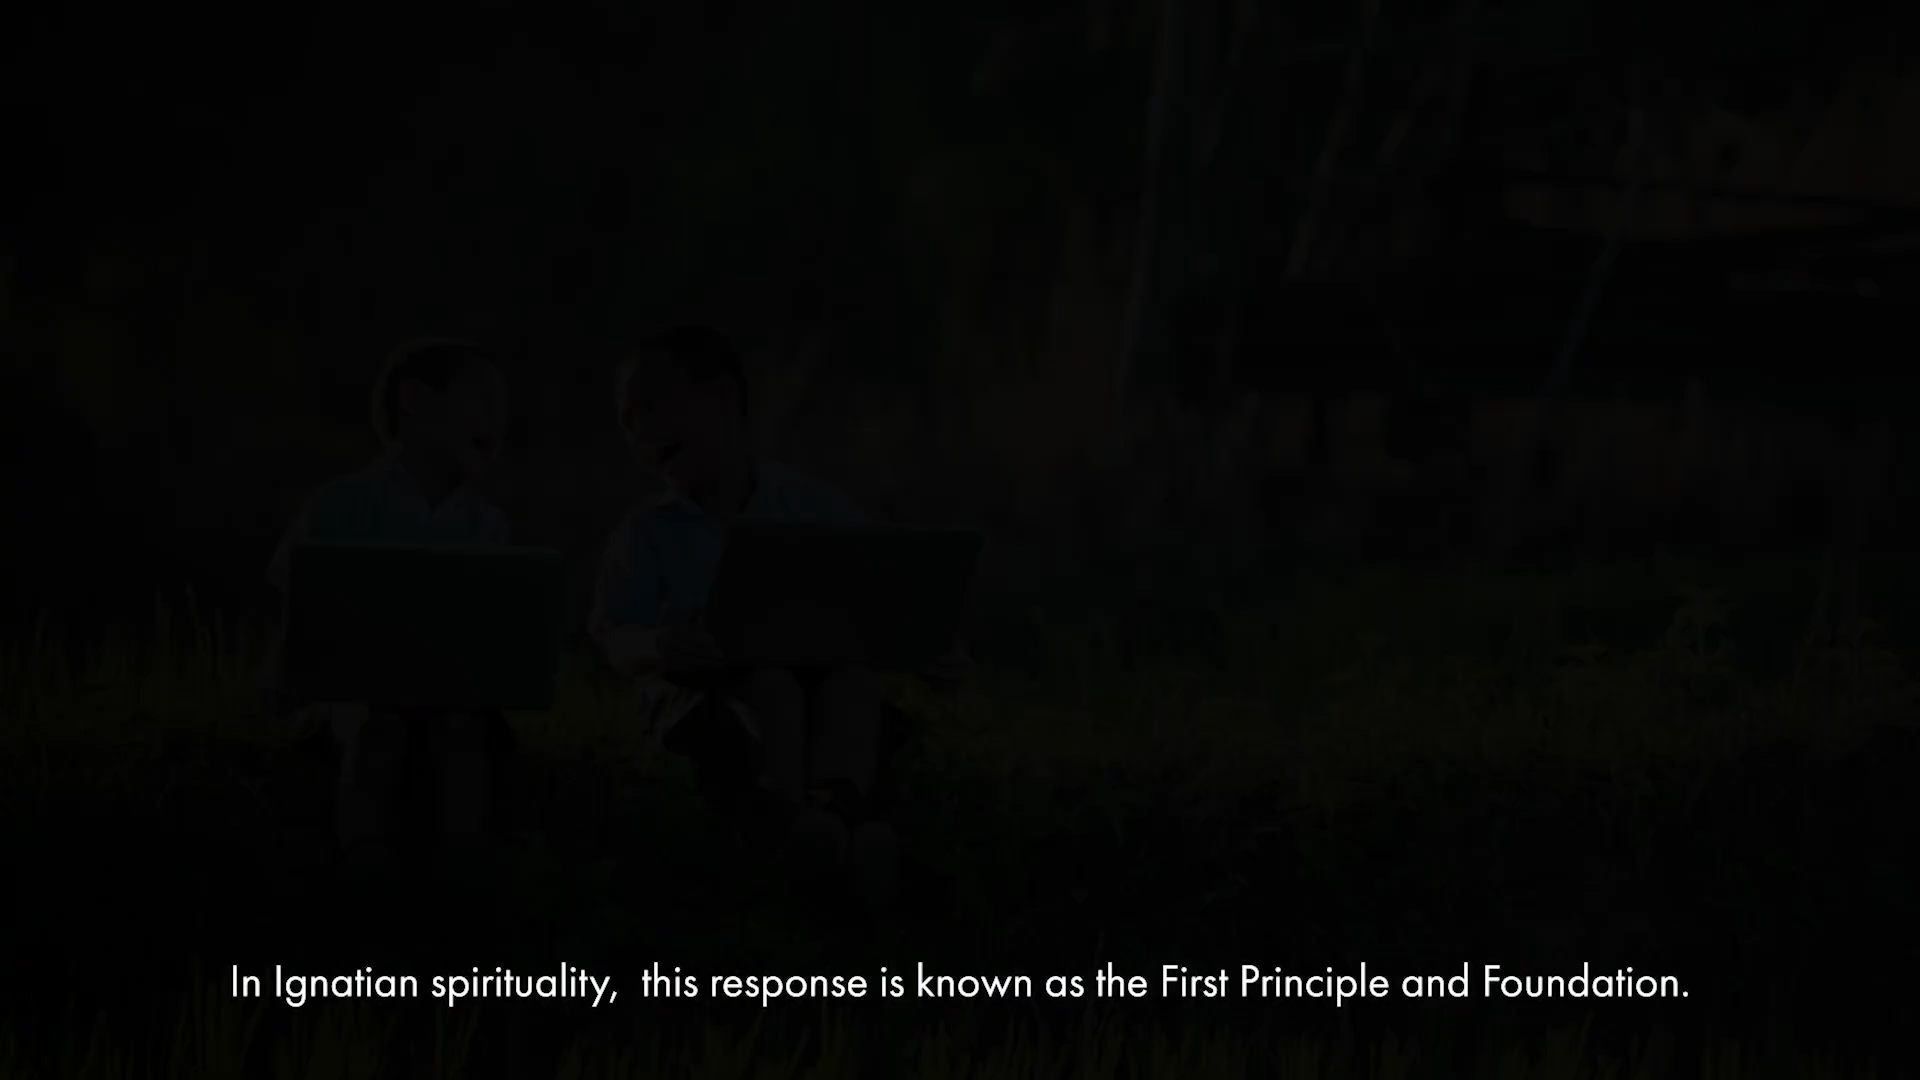 In Ignatian spirituality,  this response is known as the First Principle and Foundation.